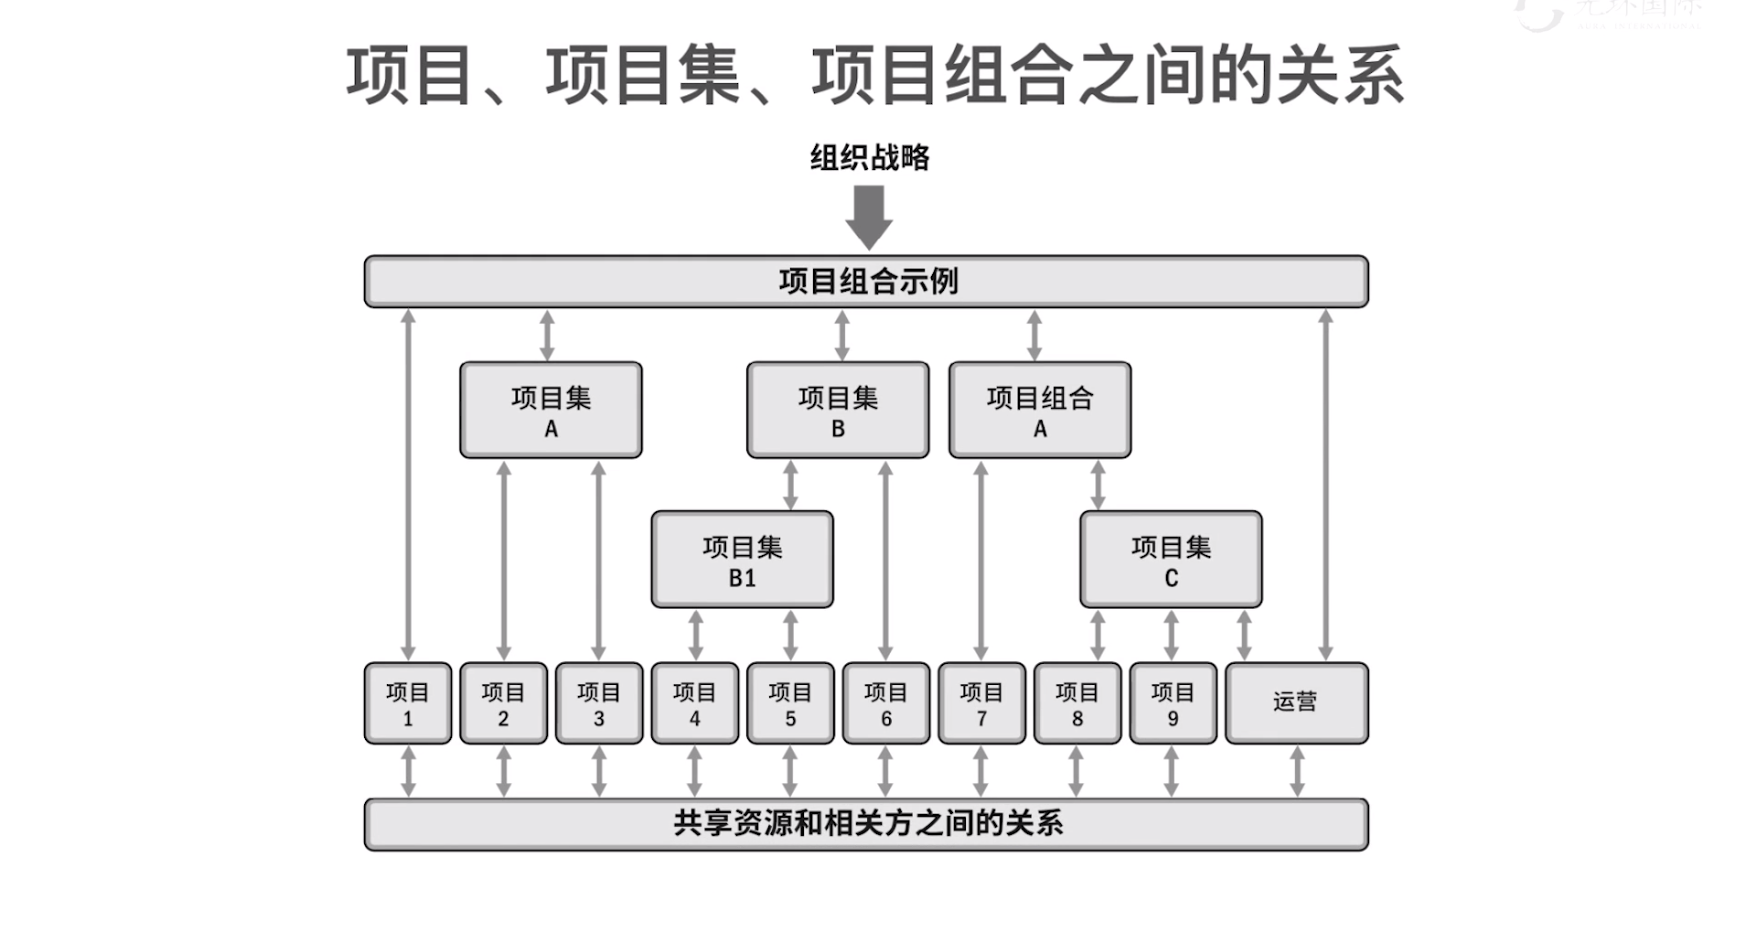 项目、项目集、项目组合之间的关系
组织战略
项目组合示例
项目集
A
项目集
B
项目组合
A
项目集
B1
项目集
C
项目
1
项目
2
项目
3
项目
4
项目
5
项目
6
项目
7
项目
8
项目
9
运营
共享资源和相关方之间的关系